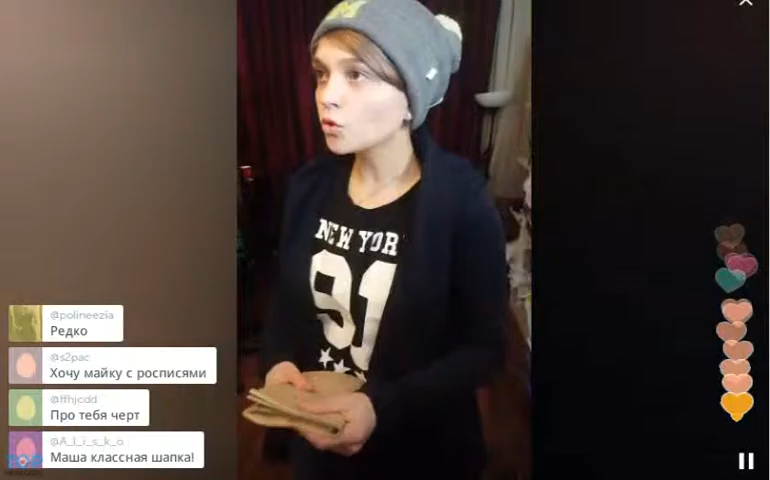 M
NEW YOR
91
@polineezia
Редко
@s2pac
Хочу майку с росписями
@ffhjcdd
Про тебя черт
@A_l_i_s_k_o
Маша классная шапка!